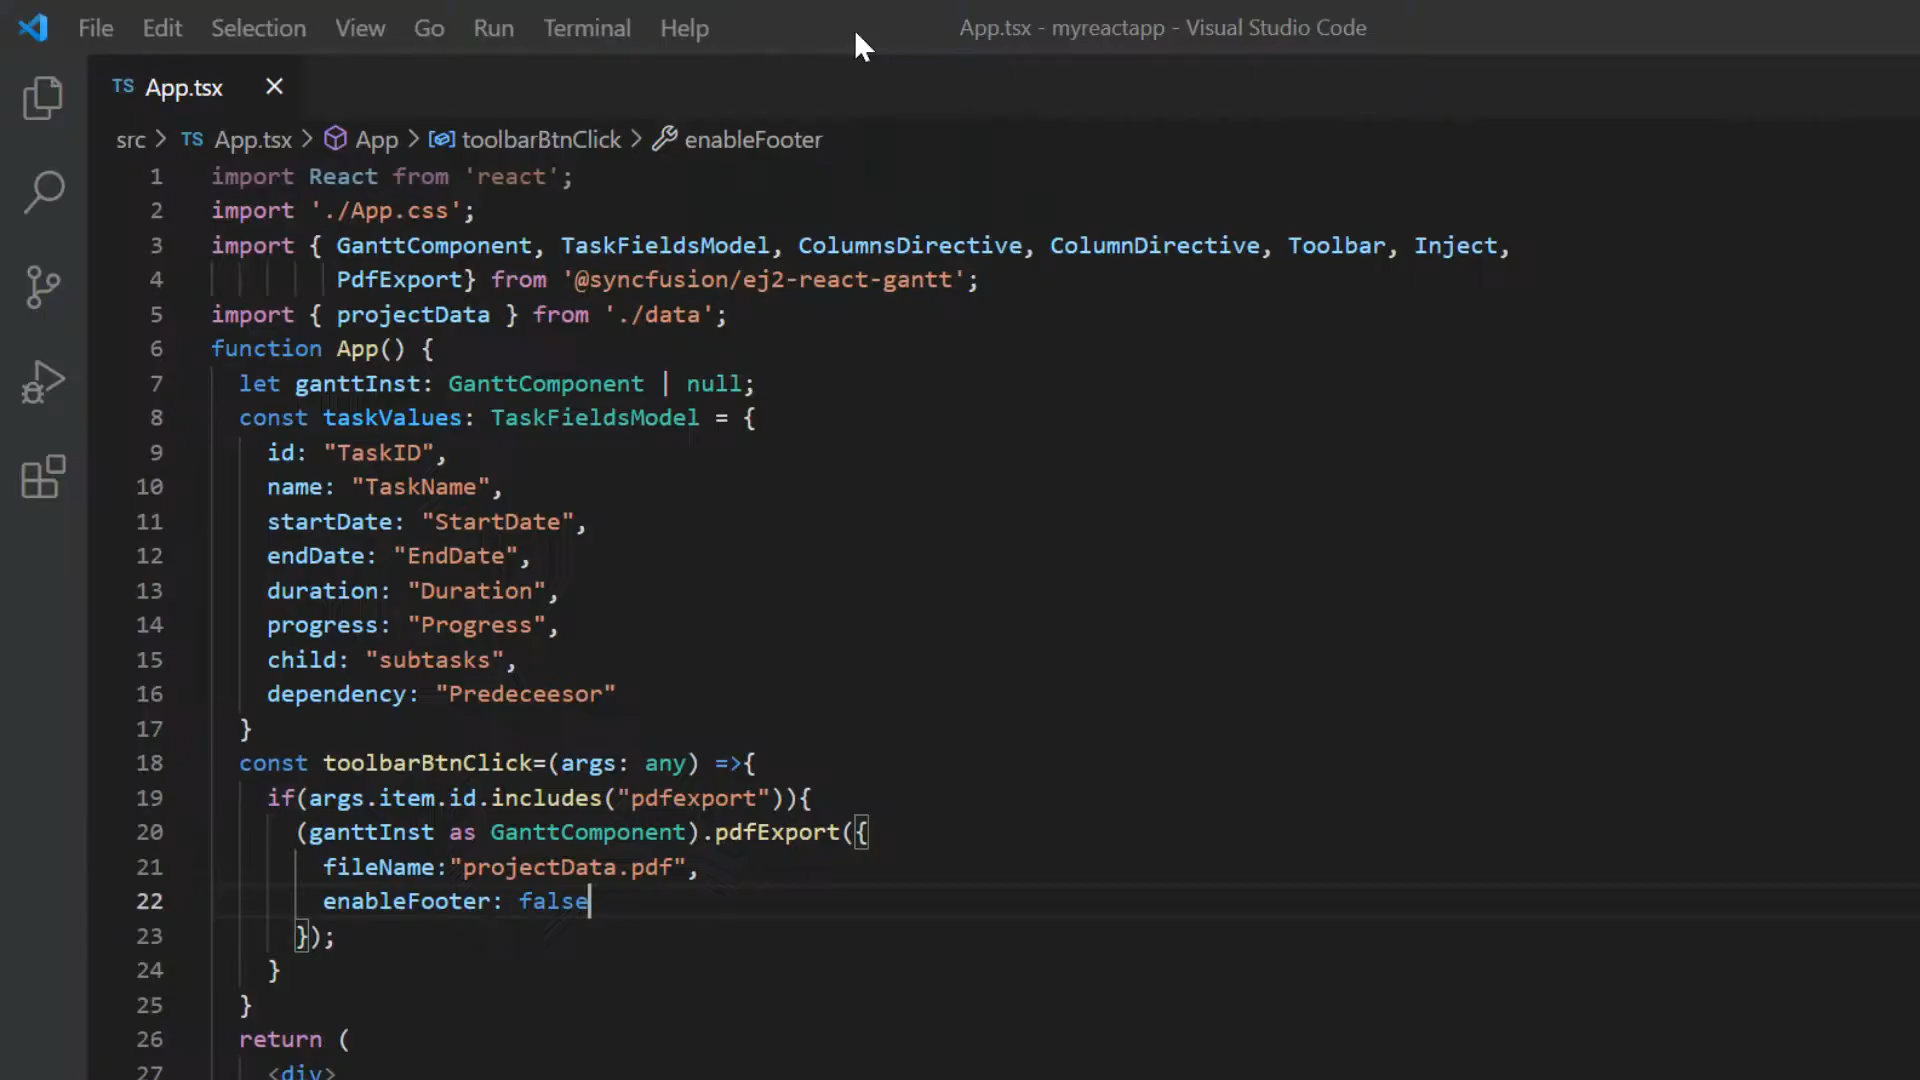 File Edit Selection View Go Run Terminal Help App.tsx - myreactapp - Visual Studio Code
TS App.tsx
src > TS App.tsx > App > toolbarBtnClick > enableFooter
1 import React from 'react';
2 import './App.css';
3 import { GanttComponent, TaskFieldsModel, ColumnsDirective, ColumnDirective, Toolbar, Inject,
4 PdfExport} from '@syncfusion/ej2-react-gantt';
5 import { projectData } from './data';
6 function App() {
7 let ganttInst: GanttComponent | null;
8 const taskValues: TaskFieldsModel = {
9 id: "TaskID",
10 name: "TaskName",
11 startDate: "StartDate",
12 endDate: "EndDate",
13 duration: "Duration",
14 progress: "Progress",
15 child: "subtasks",
16 dependency: "Predeceesor"
17 }
18 const toolbarBtnClick=(args: any) =>{
19 if(args.item.id.includes("pdfexport")){
20 (ganttInst as GanttComponent).pdfExport({
21 fileName:"projectData.pdf",
22 enableFooter: false
23 });
24 }
25 }
26 return (
27 <div>